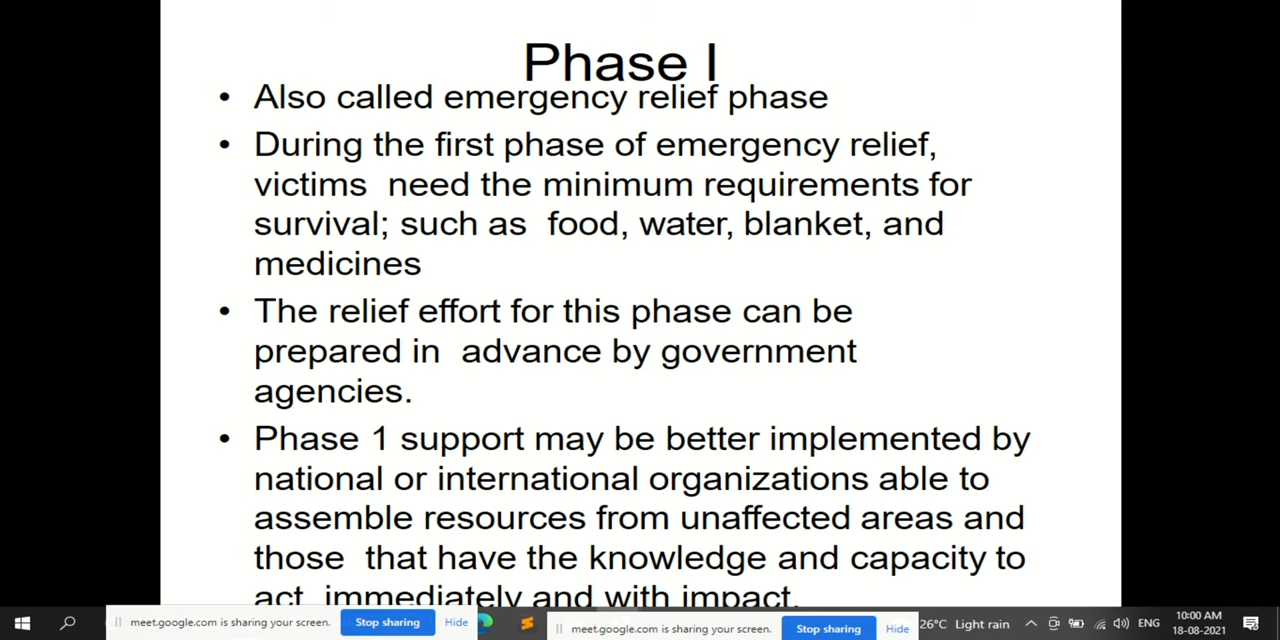 Phase I
• Also called emergency relief phase
• During the first phase of emergency relief,
victims need the minimum requirements for
survival; such as food, water, blanket, and
medicines
• The relief effort for this phase can be
prepared in advance by government
agencies.
• Phase 1 support may be better implemented by
national or international organizations able to
assemble resources from unaffected areas and
those that have the knowledge and capacity to
act immediately and with impact.
meet.google.com is sharing your screen. Stop sharing Hide
meet.google.com is sharing your screen. Stop sharing Hide
26°C Light rain
ENG
10:00 AM
18-08-2021